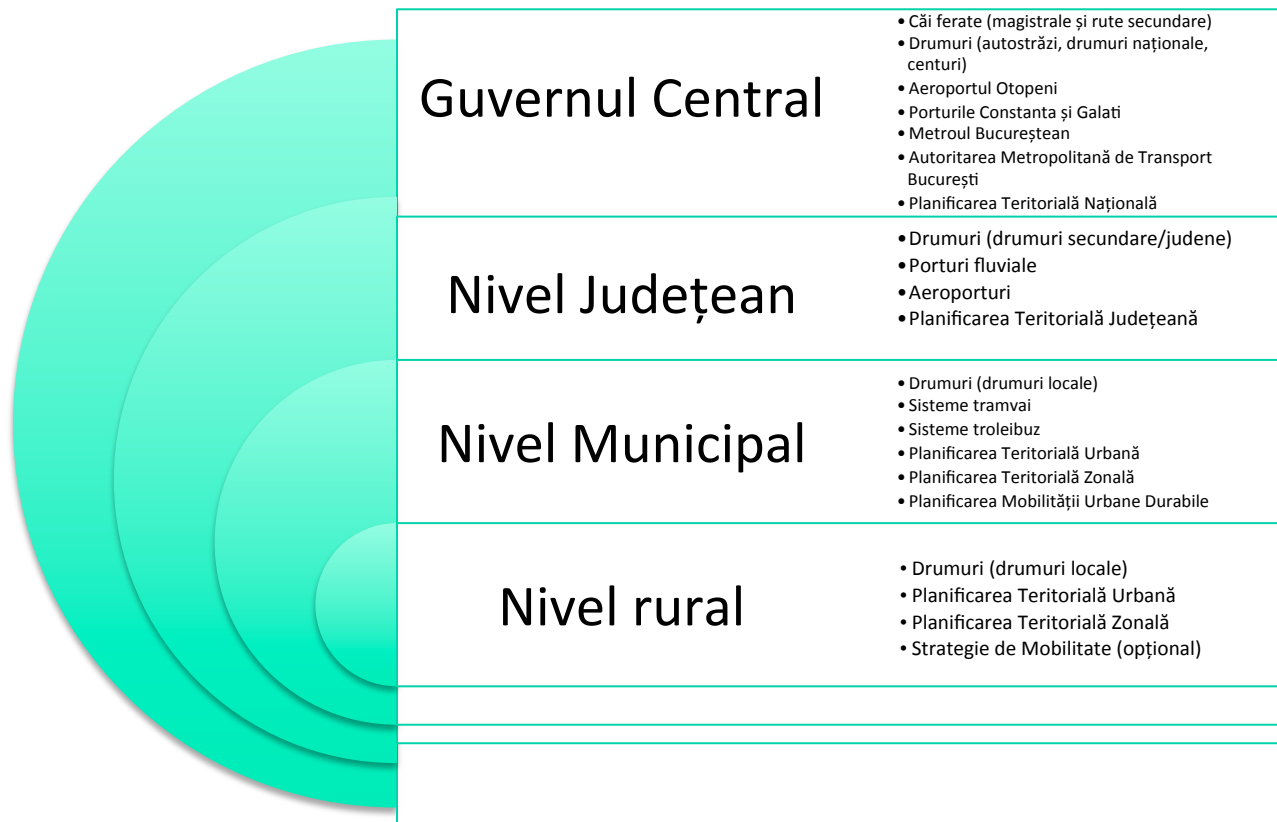 Guvernul Central
• Căi ferate (magistrale și rute secundare)
• Drumuri (autostrăzi, drumuri naționale,
centuri)
• Aeroportul Otopeni
• Porturile Constanta și Galati
• Metroul Bucureștean
• Autoritarea Metropolitană de Transport
București
• Planificarea Teritorială Națională
Nivel Județean
• Drumuri (drumuri secundare/judene)
• Porturi fluviale
• Aeroporturi
• Planificarea Teritorială Județeană
Nivel Municipal
• Drumuri (drumuri locale)
• Sisteme tramvai
• Sisteme troleibuz
• Planificarea Teritorială Urbană
• Planificarea Teritorială Zonală
• Planificarea Mobilității Urbane Durabile
Nivel rural
• Drumuri (drumuri locale)
• Planificarea Teritorială Urbană
• Planificarea Teritorială Zonală
• Strategie de Mobilitate (opțional)